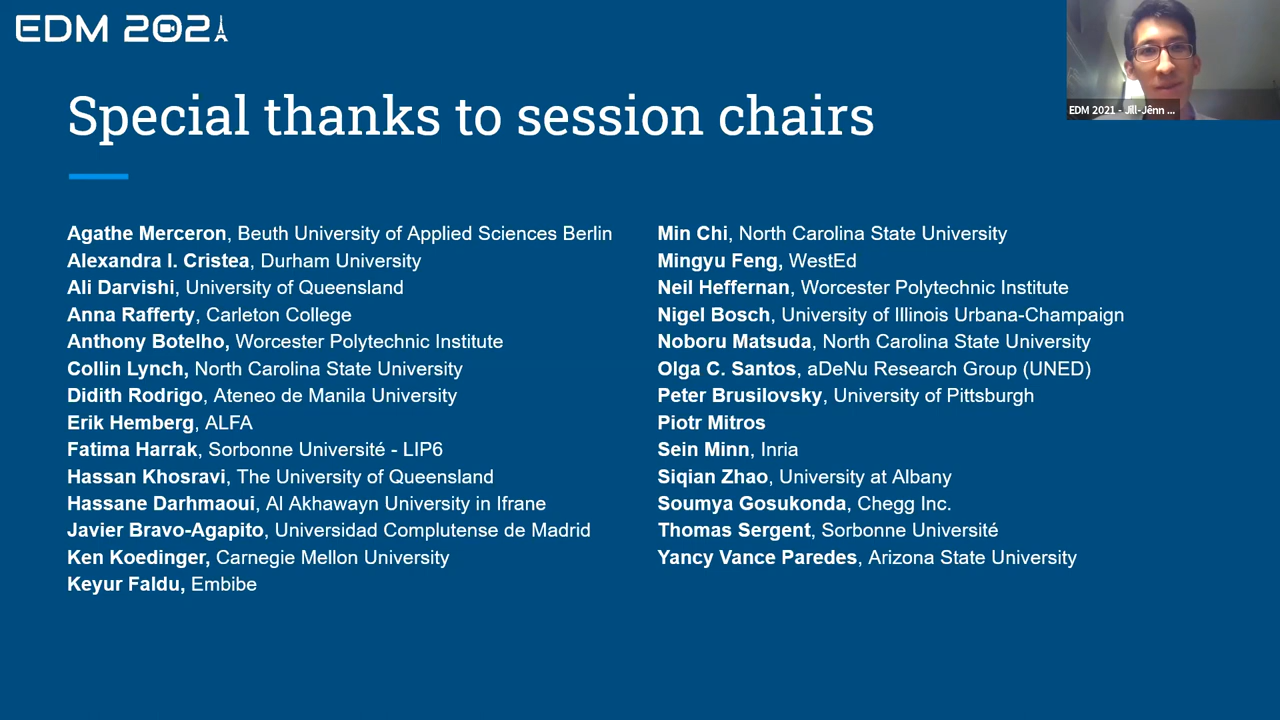 EDM 2021
EDM 2021 - Jill-Jênn ...
Special thanks to session chairs
Agathe Merceron, Beuth University of Applied Sciences Berlin
Alexandra I. Cristea, Durham University
Ali Darvishi, University of Queensland
Anna Rafferty, Carleton College
Anthony Botelho, Worcester Polytechnic Institute
Collin Lynch, North Carolina State University
Didith Rodrigo, Ateneo de Manila University
Erik Hemberg, ALFA
Fatima Harrak, Sorbonne Université - LIP6
Hassan Khosravi, The University of Queensland
Hassane Darhmaoui, Al Akhawayn University in Ifrane
Javier Bravo-Agapito, Universidad Complutense de Madrid
Ken Koedinger, Carnegie Mellon University
Keyur Faldu, Embibe
Min Chi, North Carolina State University
Mingyu Feng, WestEd
Neil Heffernan, Worcester Polytechnic Institute
Nigel Bosch, University of Illinois Urbana-Champaign
Noboru Matsuda, North Carolina State University
Olga C. Santos, aDeNu Research Group (UNED)
Peter Brusilovsky, University of Pittsburgh
Piotr Mitros
Sein Minn, Inria
Siqian Zhao, University at Albany
Soumya Gosukonda, Chegg Inc.
Thomas Sergent, Sorbonne Université
Yancy Vance Paredes, Arizona State University